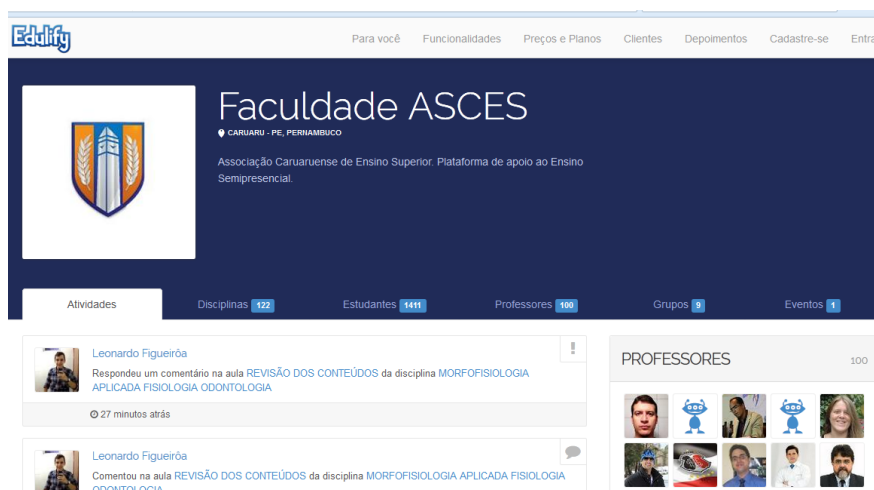 Edulify
Para você Funcionalidades Preços e Planos Clientes Depoimentos Cadastre-se Entra
Faculdade ASCES
CARUARU - PE, PERNAMBUCO
Associação Caruaruense de Ensino Superior. Plataforma de apoio ao Ensino
Semipresencial.
Atividades Disciplinas 122 Estudantes 1411 Professores 100 Grupos 9 Eventos 1
Leonardo Figueirôa
Respondeu um comentário na aula REVISÃO DOS CONTEÚDOS da disciplina MORFOFISIOLOGIA
APLICADA FISIOLOGIA ODONTOLOGIA
27 minutos atrás
Leonardo Figueirôa
Comentou na aula REVISÃO DOS CONTEÚDOS da disciplina MORFOFISIOLOGIA APLICADA FISIOLOGIA
ODONTOLOGIA
PROFESSORES 100